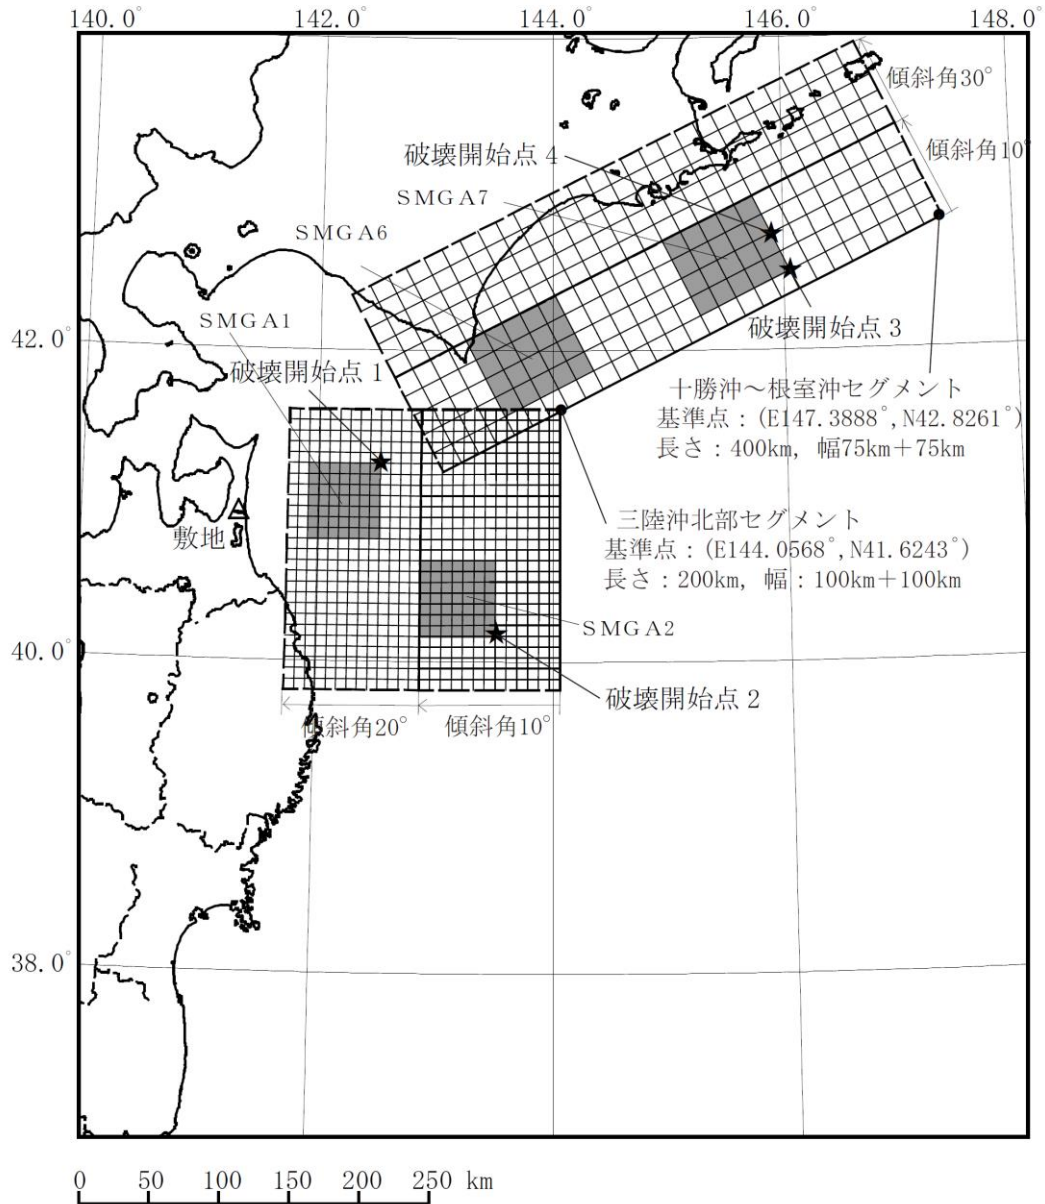 140.0°
142.0°
144.0°
146.0°
148.0°
傾斜角30°
破壊開始点4
傾斜角10°
SMGA7
SMGA6
SMGA1
42.0°
破壊開始点3
破壊開始点1
十勝沖～根室沖セグメント
基準点：(E147.3888°,N42.8261°)
長さ：400km, 幅75km＋75km
敷地
三陸沖北部セグメント
基準点：(E144.0568°,N41.6243°)
長さ：200km, 幅：100km＋100km
SMGA2
40.0°
破壊開始点2
傾斜角20°
傾斜角10°
38.0°
0 50 100 150 200 250 km